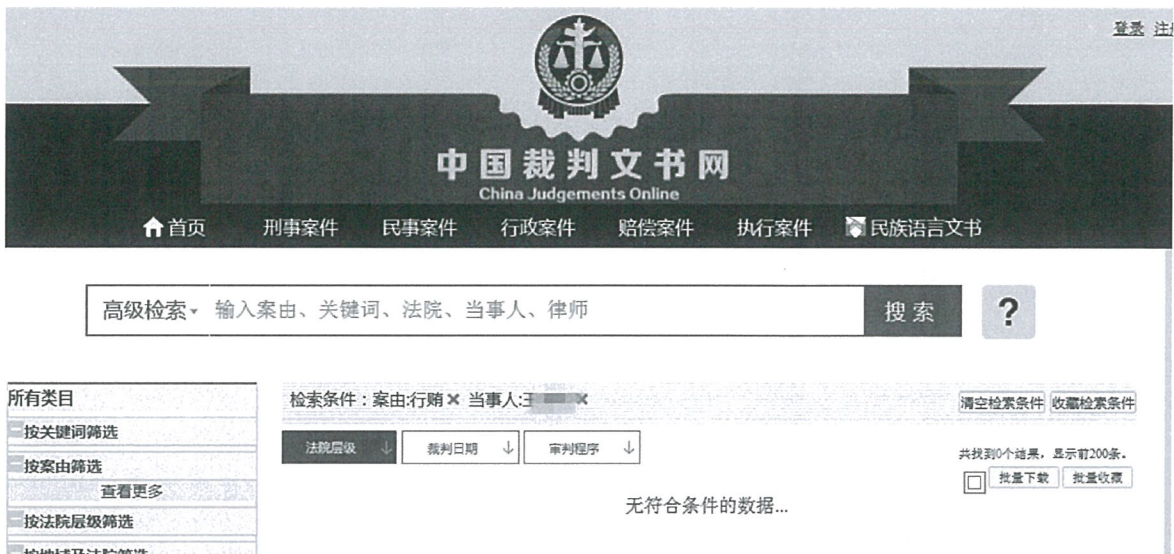 登录 注
中国裁判文书网
China Judgements Online
首页 刑事案件 民事案件 行政案件 赔偿案件 执行案件 民族语言文书
高级检索 输入案由、关键词、法院、当事人、律师 搜索 ?
所有类目
检索条件：案由:行贿× 当事人:王 × 清空检索条件 收藏检索条件
按关键词筛选
法院层级↓ 裁判日期↓ 审判程序↓
共找到0个结果，显示前200条。
按案由筛选
批量下载 批量收藏
查看更多
无符合条件的数据...
按法院层级筛选
按地域及法院筛选